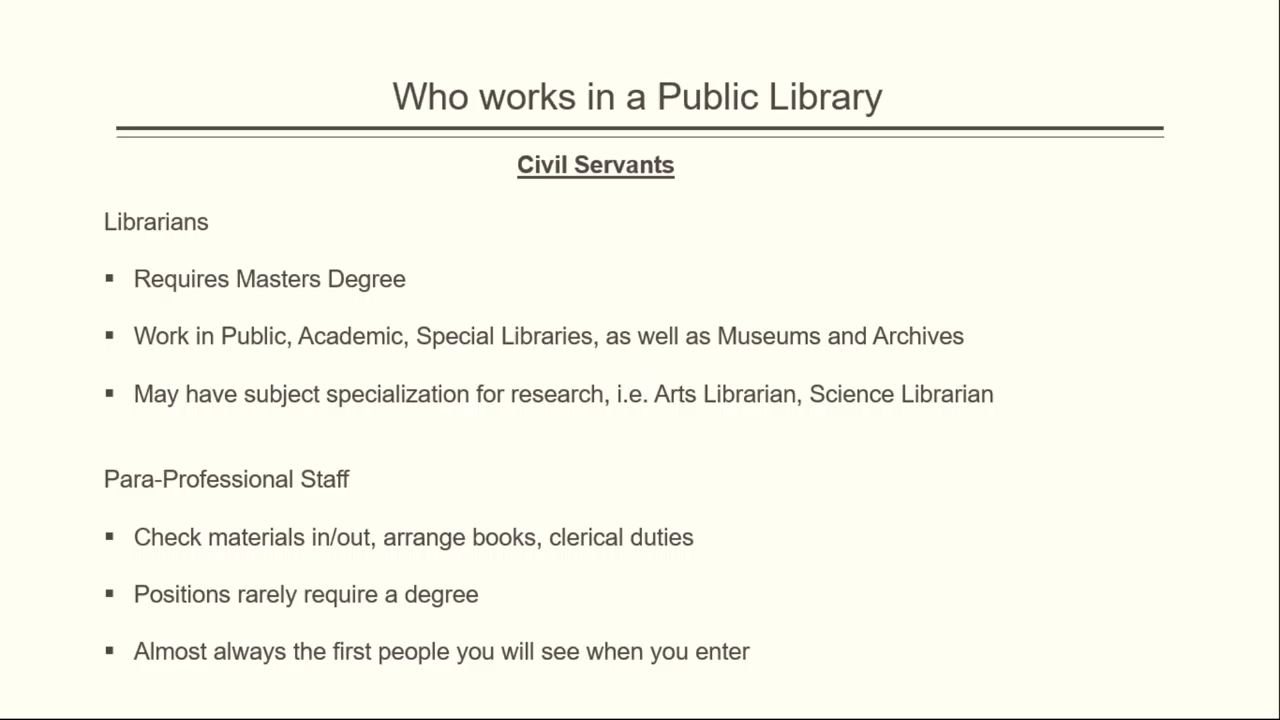 Who works in a Public Library
Civil Servants
Librarians
▪ Requires Masters Degree
▪ Work in Public, Academic, Special Libraries, as well as Museums and Archives
▪ May have subject specialization for research, i.e. Arts Librarian, Science Librarian
Para-Professional Staff
▪ Check materials in/out, arrange books, clerical duties
▪ Positions rarely require a degree
▪ Almost always the first people you will see when you enter